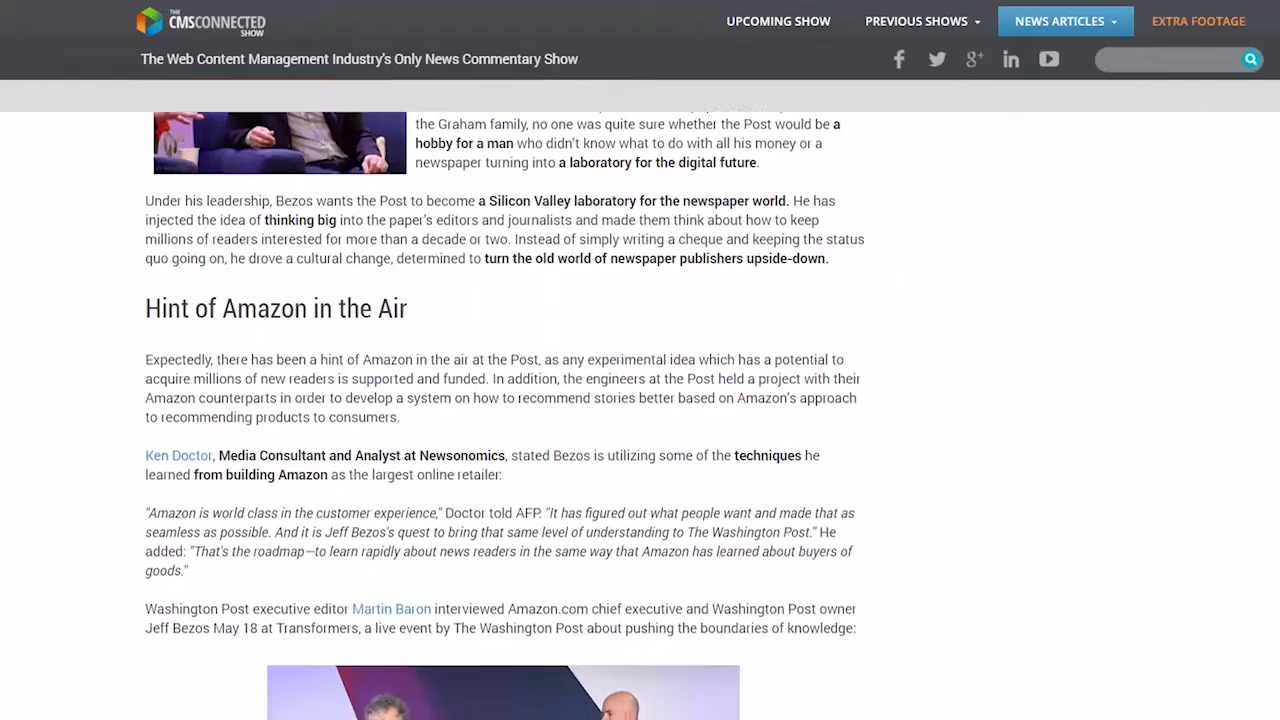 THE
CMSCONNECTED
SHOW
UPCOMING SHOW
PREVIOUS SHOWS
NEWS ARTICLES
EXTRA FOOTAGE
The Web Content Management Industry's Only News Commentary Show
the Graham family, no one was quite sure whether the Post would be a
hobby for a man who didn't know what to do with all his money or a
newspaper turning into a laboratory for the digital future.
Under his leadership, Bezos wants the Post to become a Silicon Valley laboratory for the newspaper world. He has
injected the idea of thinking big into the paper's editors and journalists and made them think about how to keep
millions of readers interested for more than a decade or two. Instead of simply writing a cheque and keeping the status
quo going on, he drove a cultural change, determined to turn the old world of newspaper publishers upside-down.
Hint of Amazon in the Air
Expectedly, there has been a hint of Amazon in the air at the Post, as any experimental idea which has a potential to
acquire millions of new readers is supported and funded. In addition, the engineers at the Post held a project with their
Amazon counterparts in order to develop a system on how to recommend stories better based on Amazon's approach
to recommending products to consumers.
Ken Doctor, Media Consultant and Analyst at Newsonomics, stated Bezos is utilizing some of the techniques he
learned from building Amazon as the largest online retailer:
"Amazon is world class in the customer experience," Doctor told AFP. "It has figured out what people want and made that as
seamless as possible. And it is Jeff Bezos's quest to bring that same level of understanding to The Washington Post." He
added: "That's the roadmap—to learn rapidly about news readers in the same way that Amazon has learned about buyers of
goods."
Washington Post executive editor Martin Baron interviewed Amazon.com chief executive and Washington Post owner
Jeff Bezos May 18 at Transformers, a live event by The Washington Post about pushing the boundaries of knowledge: